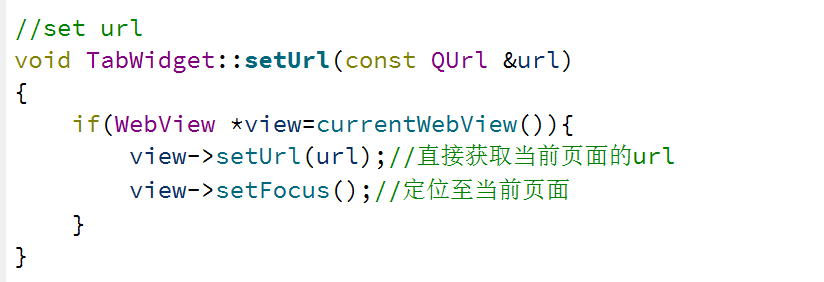 //set url
void TabWidget::setUrl(const QUrl &url)
{
    if(WebView *view=currentWebView()){
        view->setUrl(url);//直接获取当前页面的url
        view->setFocus();//定位至当前页面
    }
}